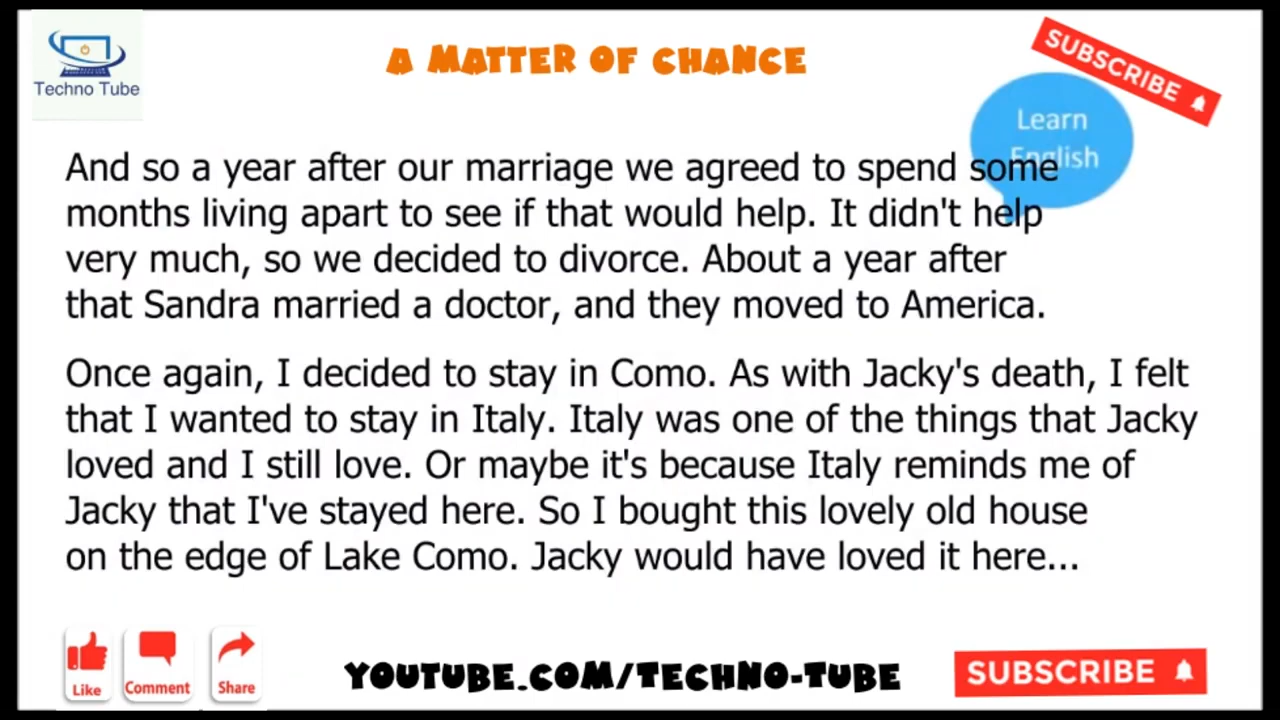 A MATTER OF CHANCE
SUBSCRIBE
Techno Tube
Learn
English
And so a year after our marriage we agreed to spend some
months living apart to see if that would help. It didn't help
very much, so we decided to divorce. About a year after
that Sandra married a doctor, and they moved to America.
Once again, I decided to stay in Como. As with Jacky's death, I felt
that I wanted to stay in Italy. Italy was one of the things that Jacky
loved and I still love. Or maybe it's because Italy reminds me of
Jacky that I've stayed here. So I bought this lovely old house
on the edge of Lake Como. Jacky would have loved it here...
Like
Comment
Share
YOUTUBE.COM/TECHNO-TUBE
SUBSCRIBE